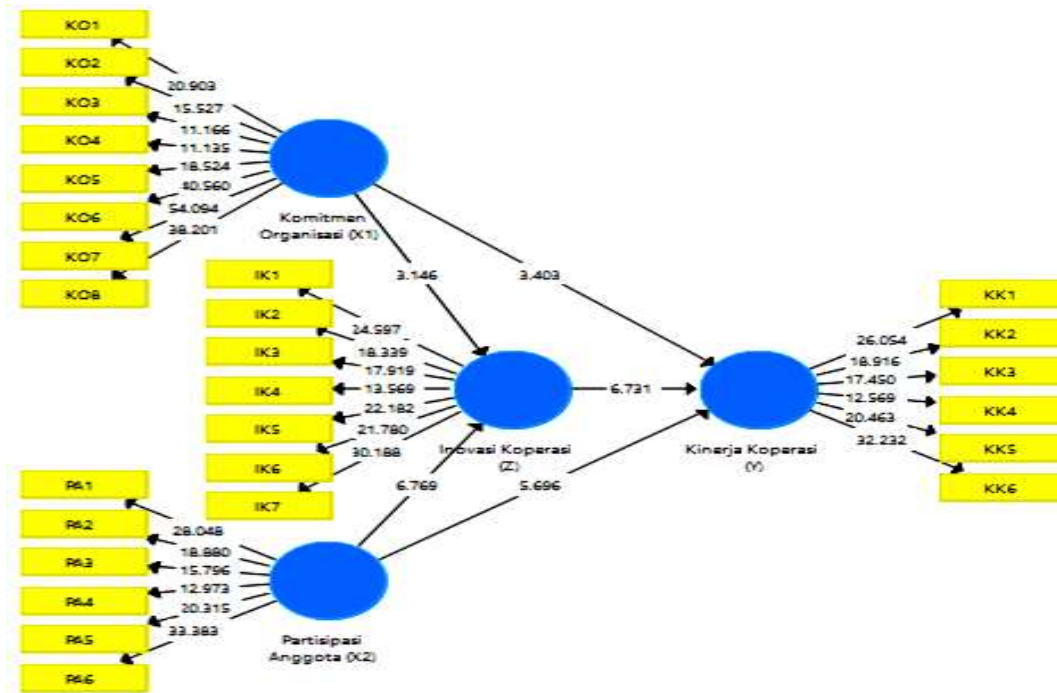 KO1
KO2
KO3
KO4
KO5
KO6
KO7
KO8
20.903
15.527
11.166
11.135
18.524
40.560
54.094
38.201
Komitmen
Organisasi (X1)
3.146
3.403
IK1
IK2
IK3
IK4
IK5
IK6
IK7
24.597
18.339
17.919
13.569
22.182
21.780
30.188
Inovasi Koperasi
(Z)
6.731
6.769
5.696
Kinerja Koperasi
(Y)
26.054
18.916
17.450
12.569
20.463
32.232
KK1
KK2
KK3
KK4
KK5
KK6
PA1
PA2
PA3
PA4
PA5
PA6
28.048
18.880
15.796
12.973
20.315
33.383
Partisipasi
Anggota (X2)